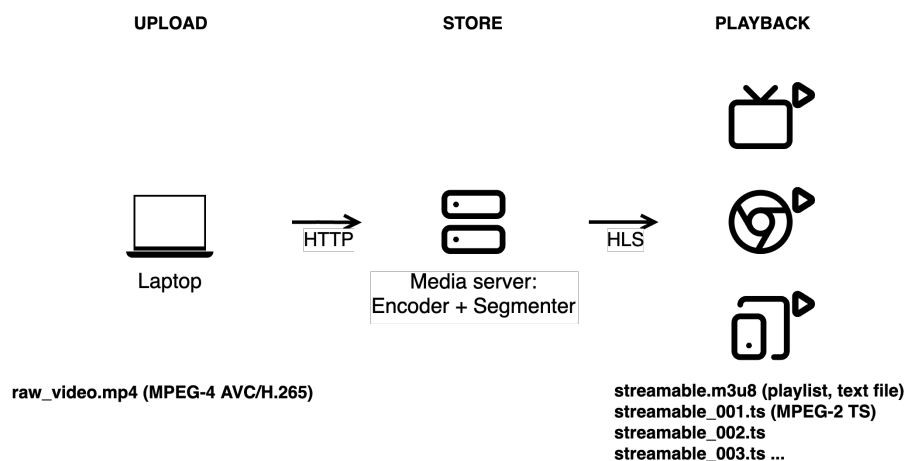 UPLOAD
STORE
PLAYBACK
HTTP
HLS
Laptop
Media server:
Encoder + Segmenter
raw_video.mp4 (MPEG-4 AVC/H.265)
streamable.m3u8 (playlist, text file)
streamable_001.ts (MPEG-2 TS)
streamable_002.ts
streamable_003.ts ...